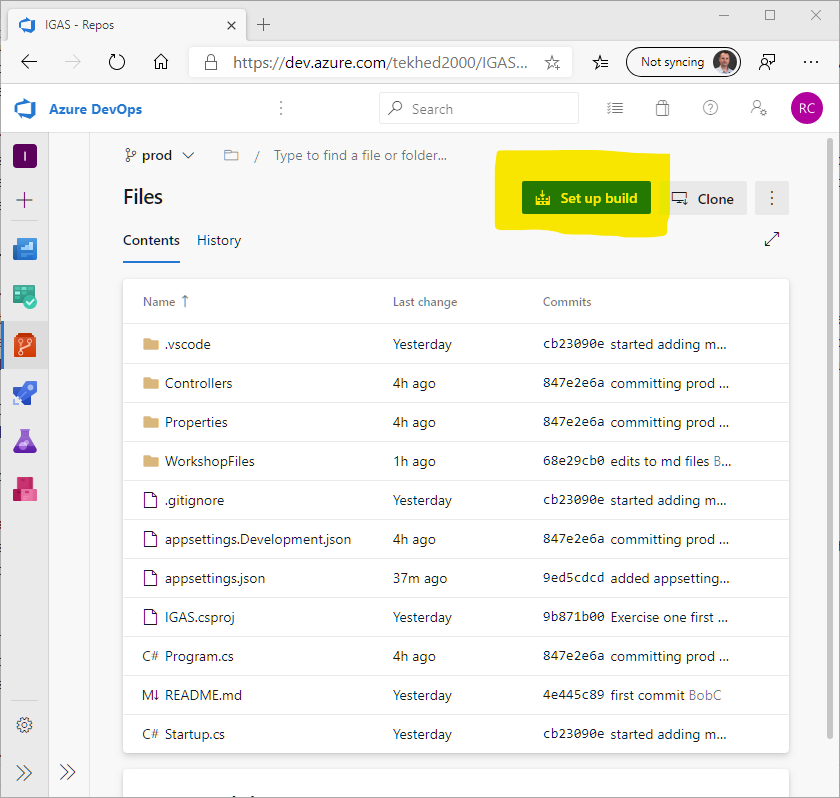 IGAS - Repos
https://dev.azure.com/tekhed2000/IGAS...
Not syncing
Azure DevOps
Search
RC
I
prod
/ Type to find a file or folder...
Files
Set up build
Clone
Contents History
Name ↑ Last change Commits
.vscode Yesterday cb23090e started adding m...
Controllers 4h ago 847e2e6a committing prod ...
Properties 4h ago 847e2e6a committing prod ...
WorkshopFiles 1h ago 68e29cb0 edits to md files B...
.gitignore Yesterday cb23090e started adding m...
appsettings.Development.json 4h ago 847e2e6a committing prod ...
appsettings.json 37m ago 9ed5cdcd added appsetting...
IGAS.csproj Yesterday 9b871b00 Exercise one first ...
C# Program.cs 4h ago 847e2e6a committing prod ...
M↓ README.md Yesterday 4e445c89 first commit BobC
C# Startup.cs Yesterday cb23090e started adding m...